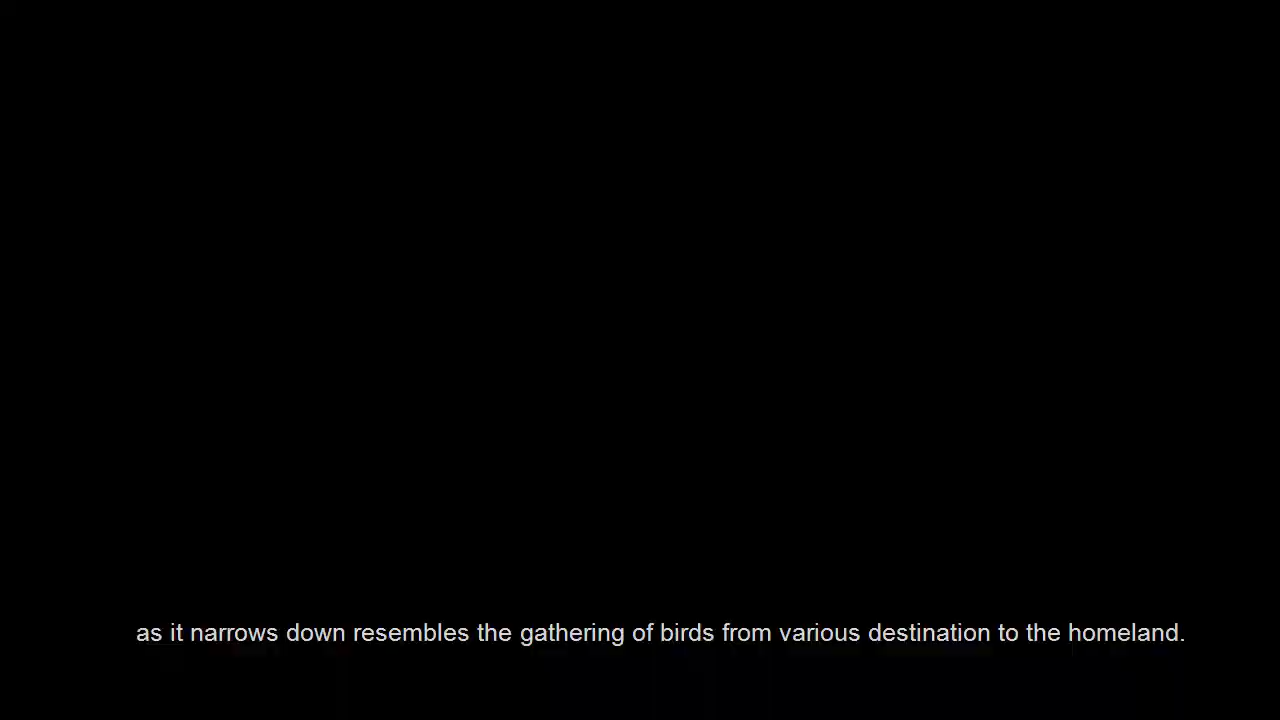 as it narrows down resembles the gathering of birds from various destination to the homeland.